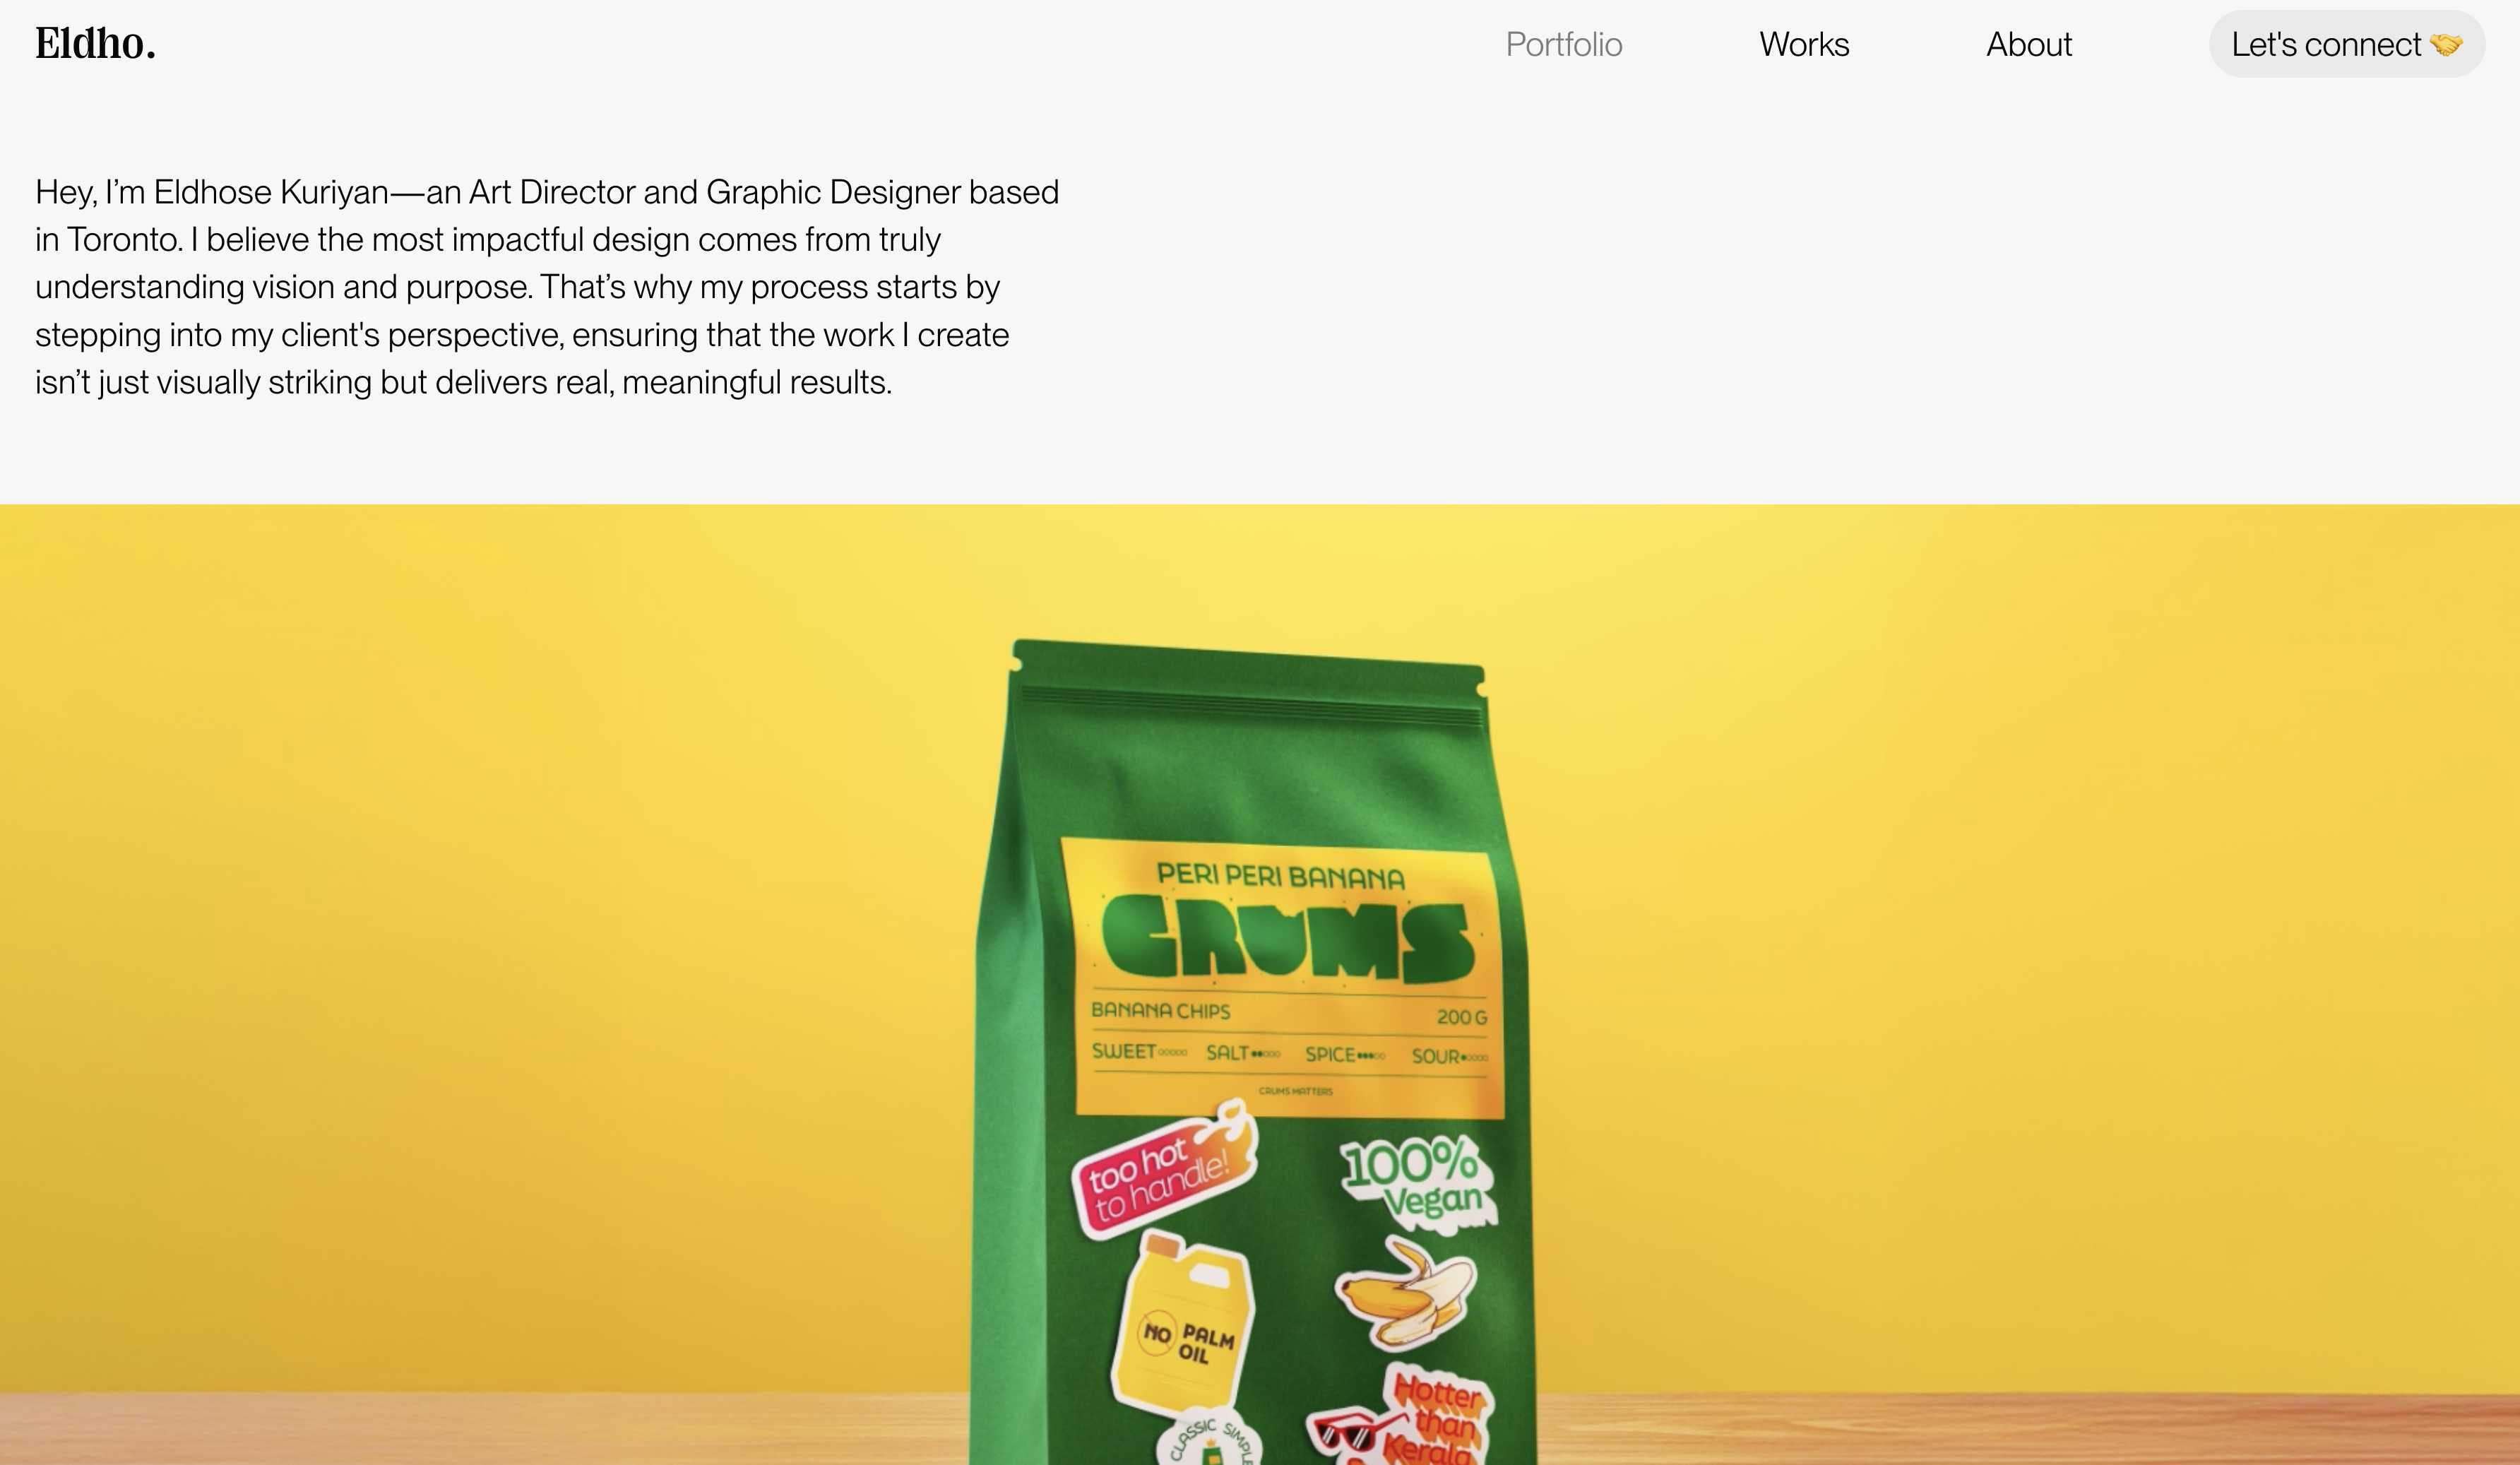 Eldho.
Portfolio
Works
About
Let's connect 🤝
Hey, I’m Eldhose Kuriyan—an Art Director and Graphic Designer based
in Toronto. I believe the most impactful design comes from truly
understanding vision and purpose. That’s why my process starts by
stepping into my client's perspective, ensuring that the work I create
isn’t just visually striking but delivers real, meaningful results.
PERI PERI BANANA
CRUMS
BANANA CHIPS
200 G
SWEET○○○○○ SALT●●○○○ SPICE●●●○○ SOUR●○○○○
CRUMS MATTERS
too hot
to handle!
100%
Vegan
NO PALM
OIL
Hotter
than
Kerala
CLASSIC SIMPLE